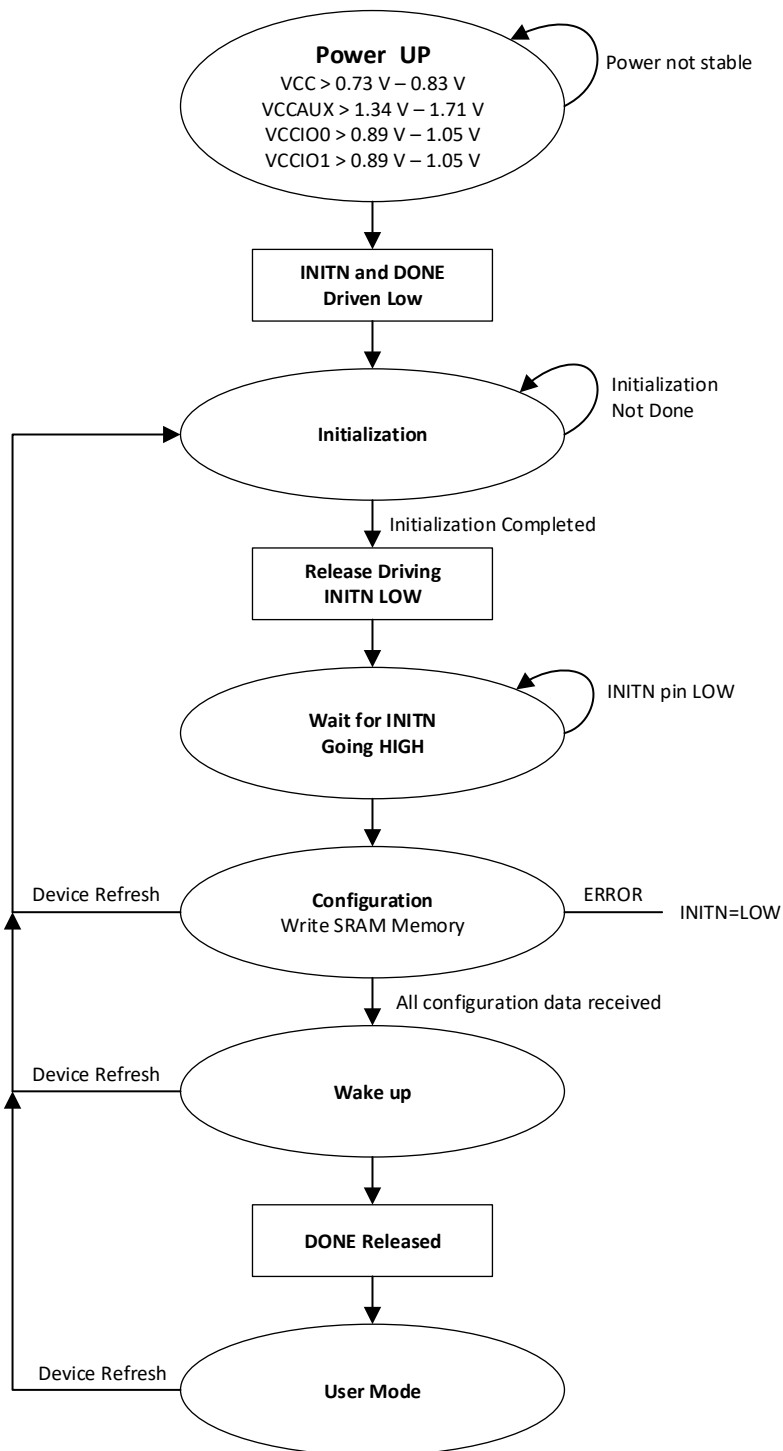 Power UP
VCC > 0.73 V – 0.83 V
VCCAUX > 1.34 V – 1.71 V
VCCIO0 > 0.89 V – 1.05 V
VCCIO1 > 0.89 V – 1.05 V
Power not stable
INITN and DONE
Driven Low
Initialization
Initialization
Not Done
Initialization Completed
Release Driving
INITN LOW
Wait for INITN
Going HIGH
INITN pin LOW
Device Refresh
Configuration
Write SRAM Memory
ERROR
INITN=LOW
All configuration data received
Device Refresh
Wake up
DONE Released
Device Refresh
User Mode